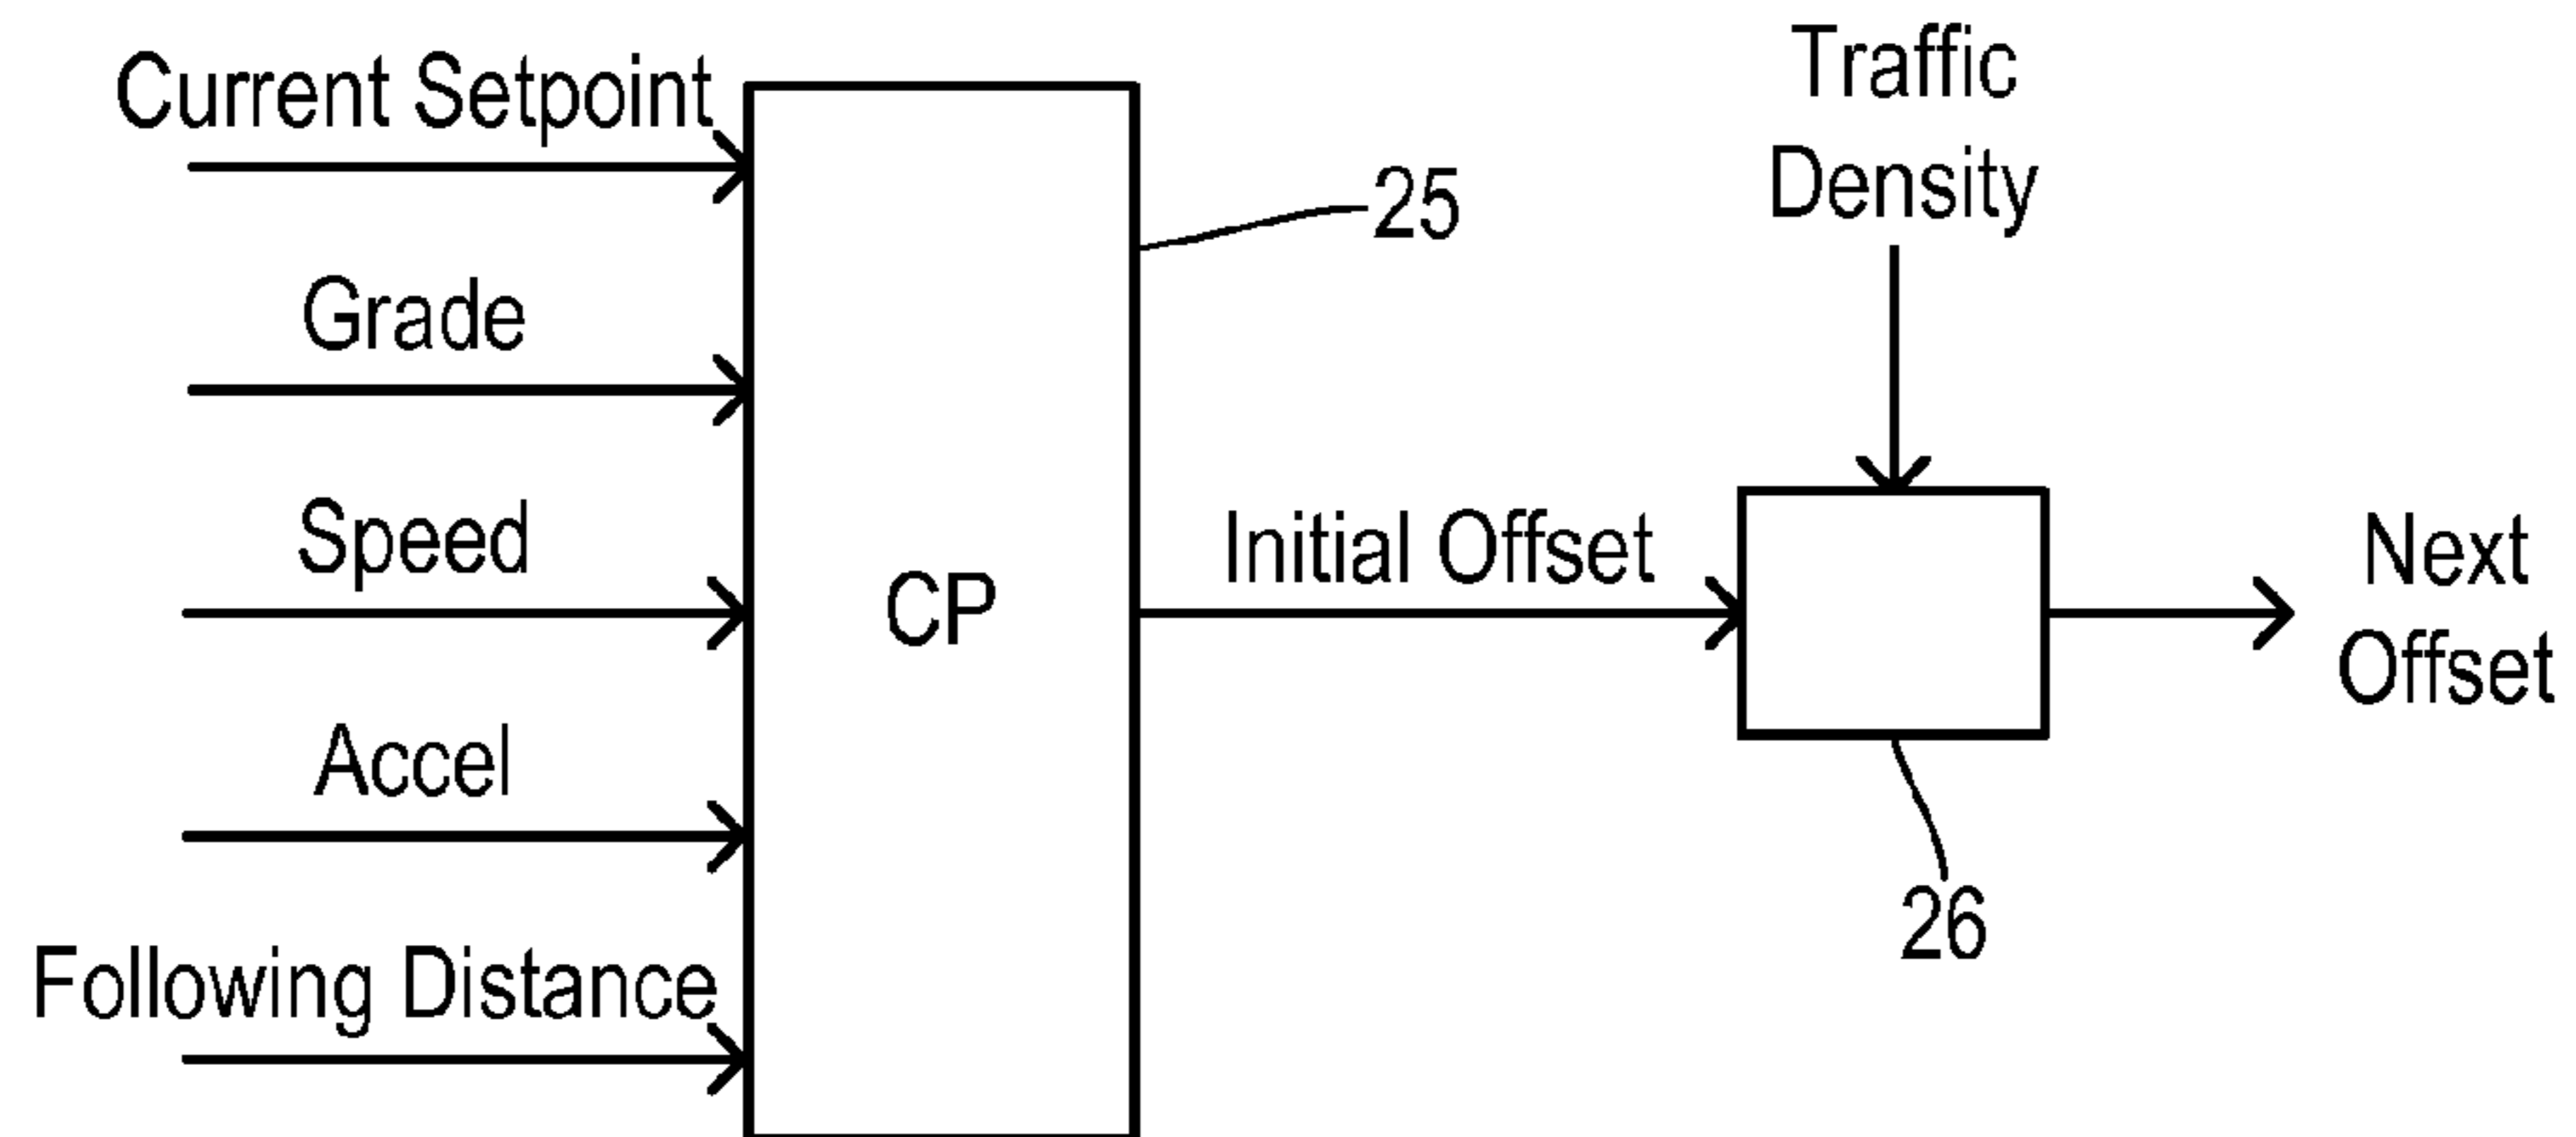 Current Setpoint
Grade
Speed
Accel
Following Distance
CP
25
Initial Offset
Traffic
Density
26
Next
Offset